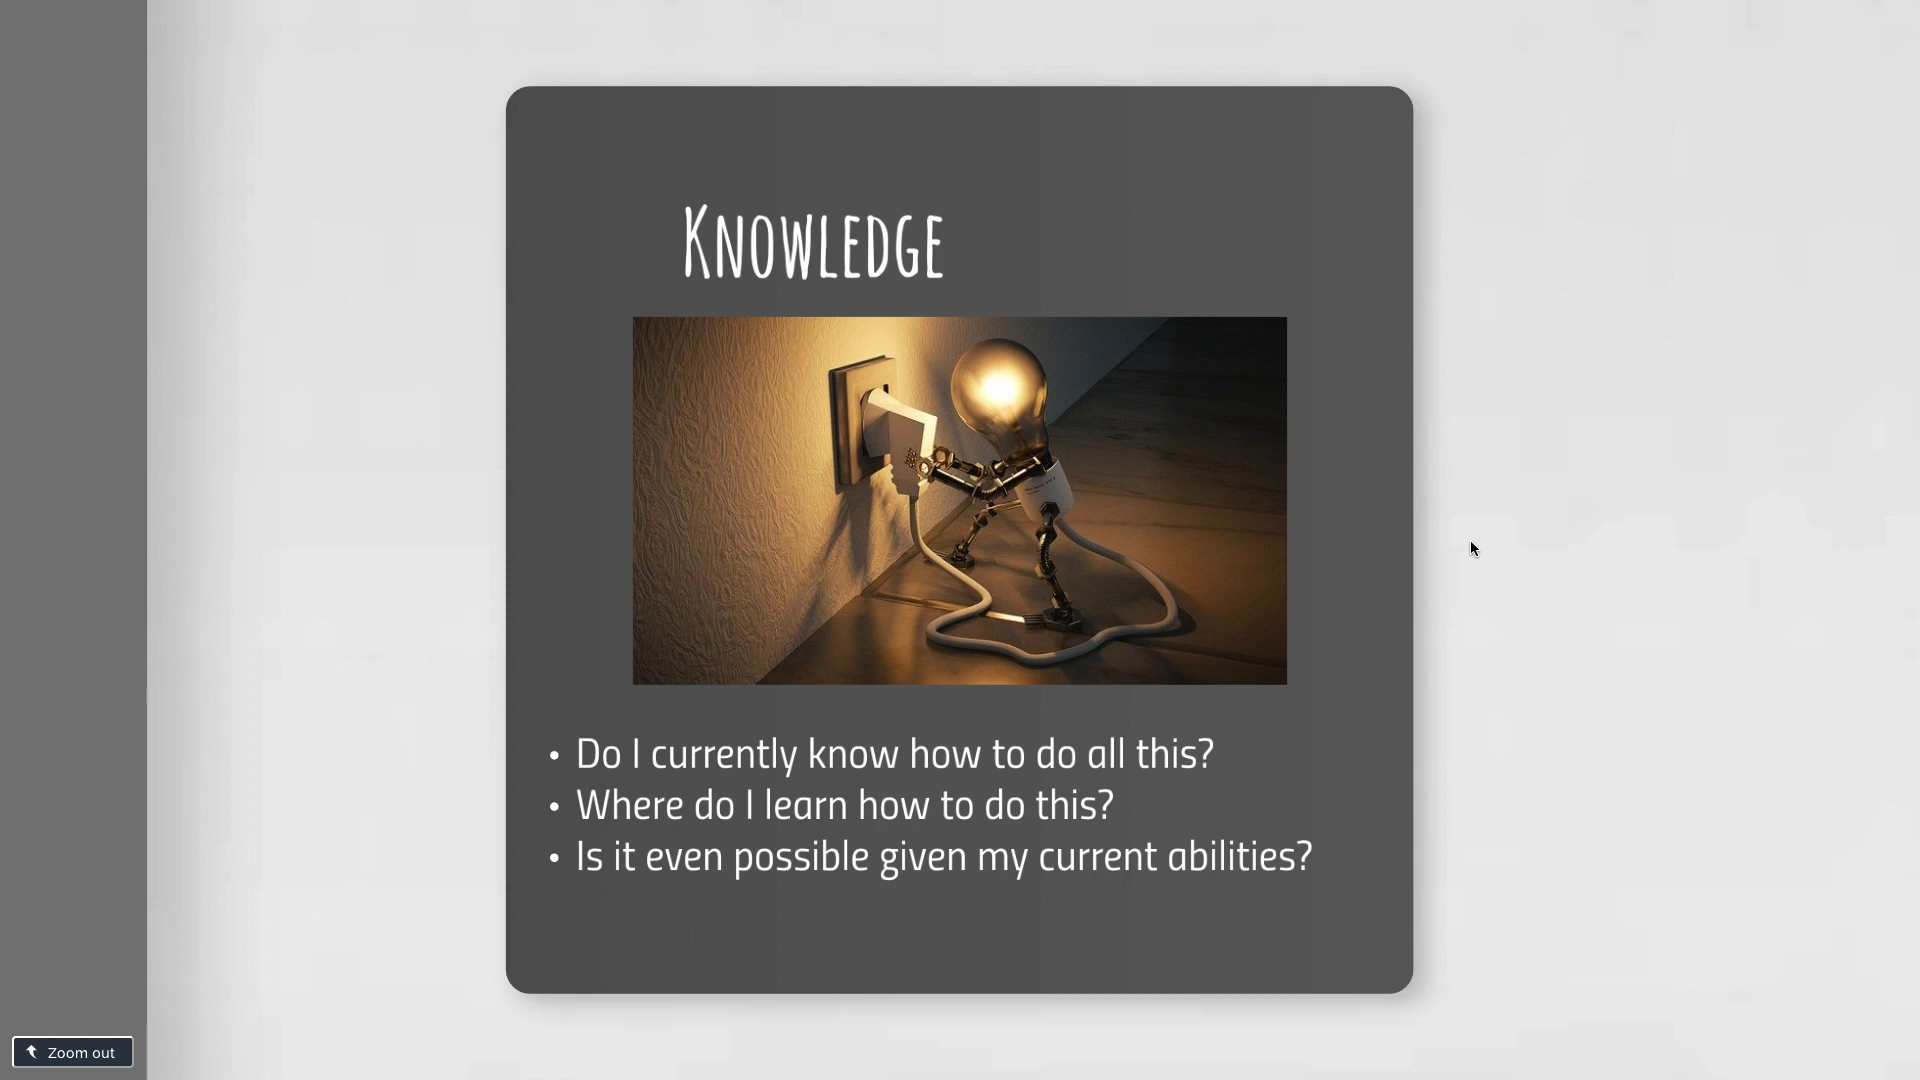 Knowledge
• Do I currently know how to do all this?
• Where do I learn how to do this?
• Is it even possible given my current abilities?
Zoom out